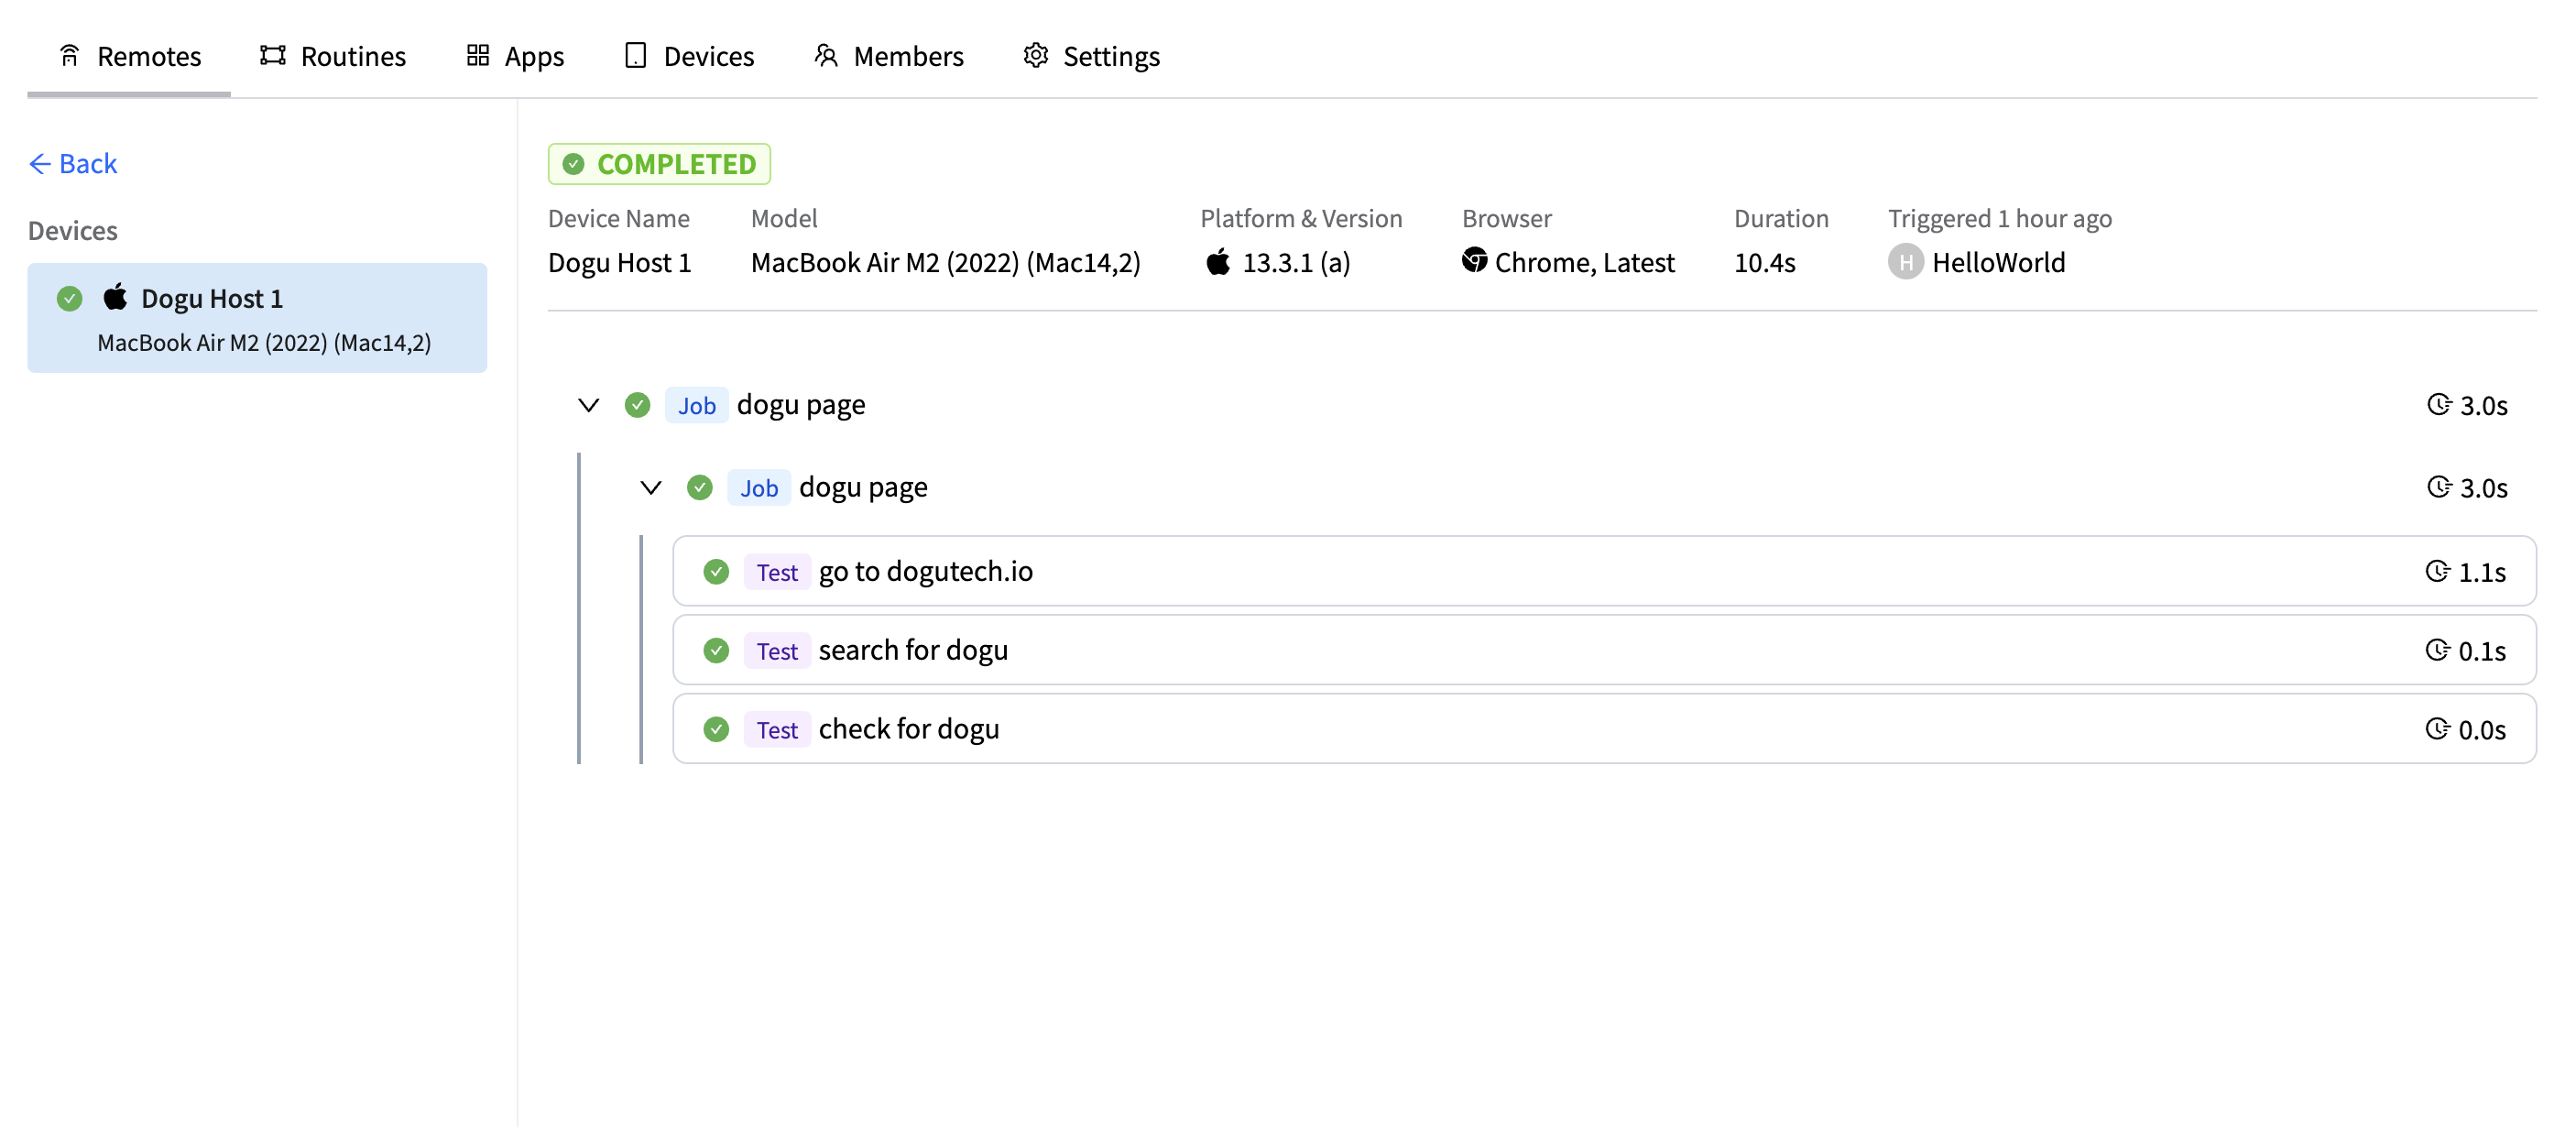 Remotes Routines Apps Devices Members Settings
Back
Devices
Dogu Host 1
MacBook Air M2 (2022) (Mac14,2)
COMPLETED
Device Name Model Platform & Version Browser Duration Triggered 1 hour ago
Dogu Host 1 MacBook Air M2 (2022) (Mac14,2) 13.3.1 (a) Chrome, Latest 10.4s H HelloWorld
Job dogu page 3.0s
Job dogu page 3.0s
Test go to dogutech.io 1.1s
Test search for dogu 0.1s
Test check for dogu 0.0s